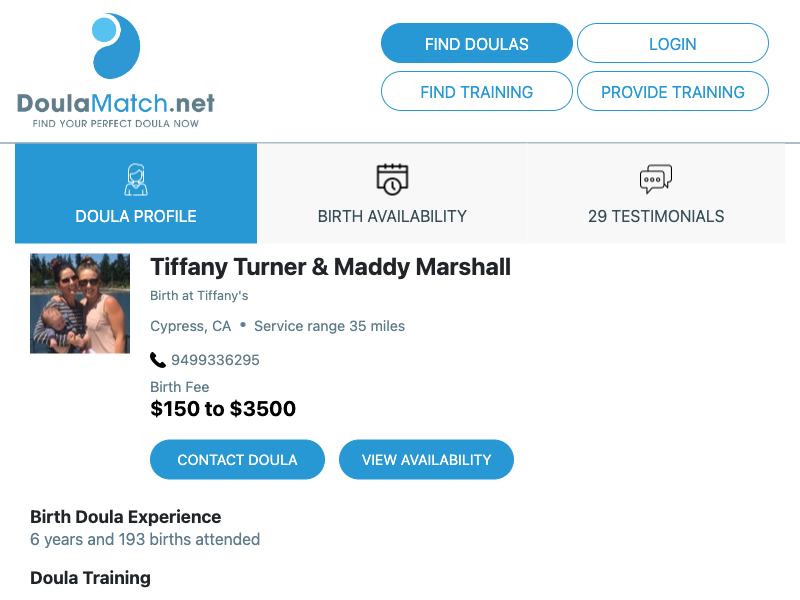 DoulaMatch.net
FIND YOUR PERFECT DOULA NOW
FIND DOULAS
LOGIN
FIND TRAINING
PROVIDE TRAINING
DOULA PROFILE
BIRTH AVAILABILITY
29 TESTIMONIALS
Tiffany Turner & Maddy Marshall
Birth at Tiffany's
Cypress, CA • Service range 35 miles
9499336295
Birth Fee
$150 to $3500
CONTACT DOULA
VIEW AVAILABILITY
Birth Doula Experience
6 years and 193 births attended
Doula Training